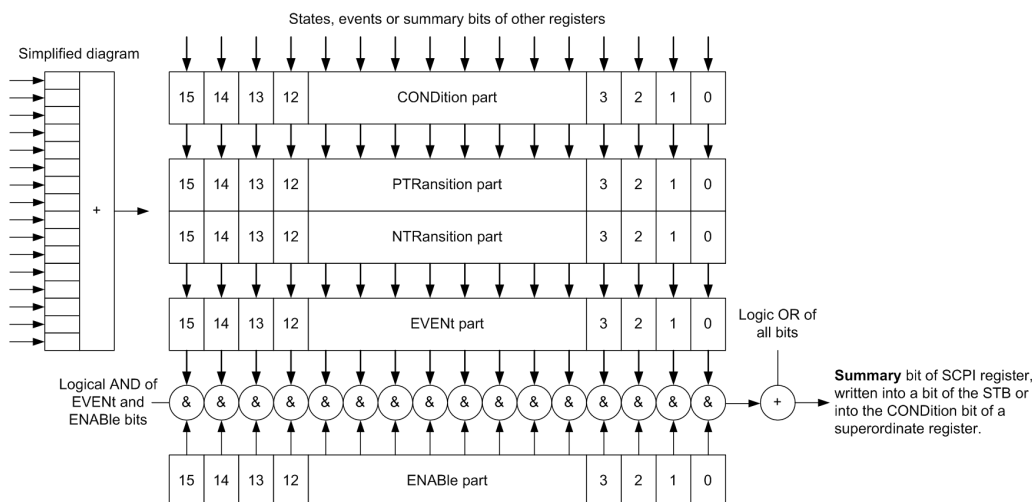 States, events or summary bits of other registers
Simplified diagram
+
15 14 13 12 CONDition part 3 2 1 0
15 14 13 12 PTRansition part 3 2 1 0
15 14 13 12 NTRansition part 3 2 1 0
15 14 13 12 EVENt part 3 2 1 0
Logic OR of
all bits
Logical AND of
EVENt and
ENABle bits
& & & & & & & & & & & & & & & &
+
Summary bit of SCPI register,
written into a bit of the STB or
into the CONDition bit of a
superordinate register.
15 14 13 12 ENABle part 3 2 1 0